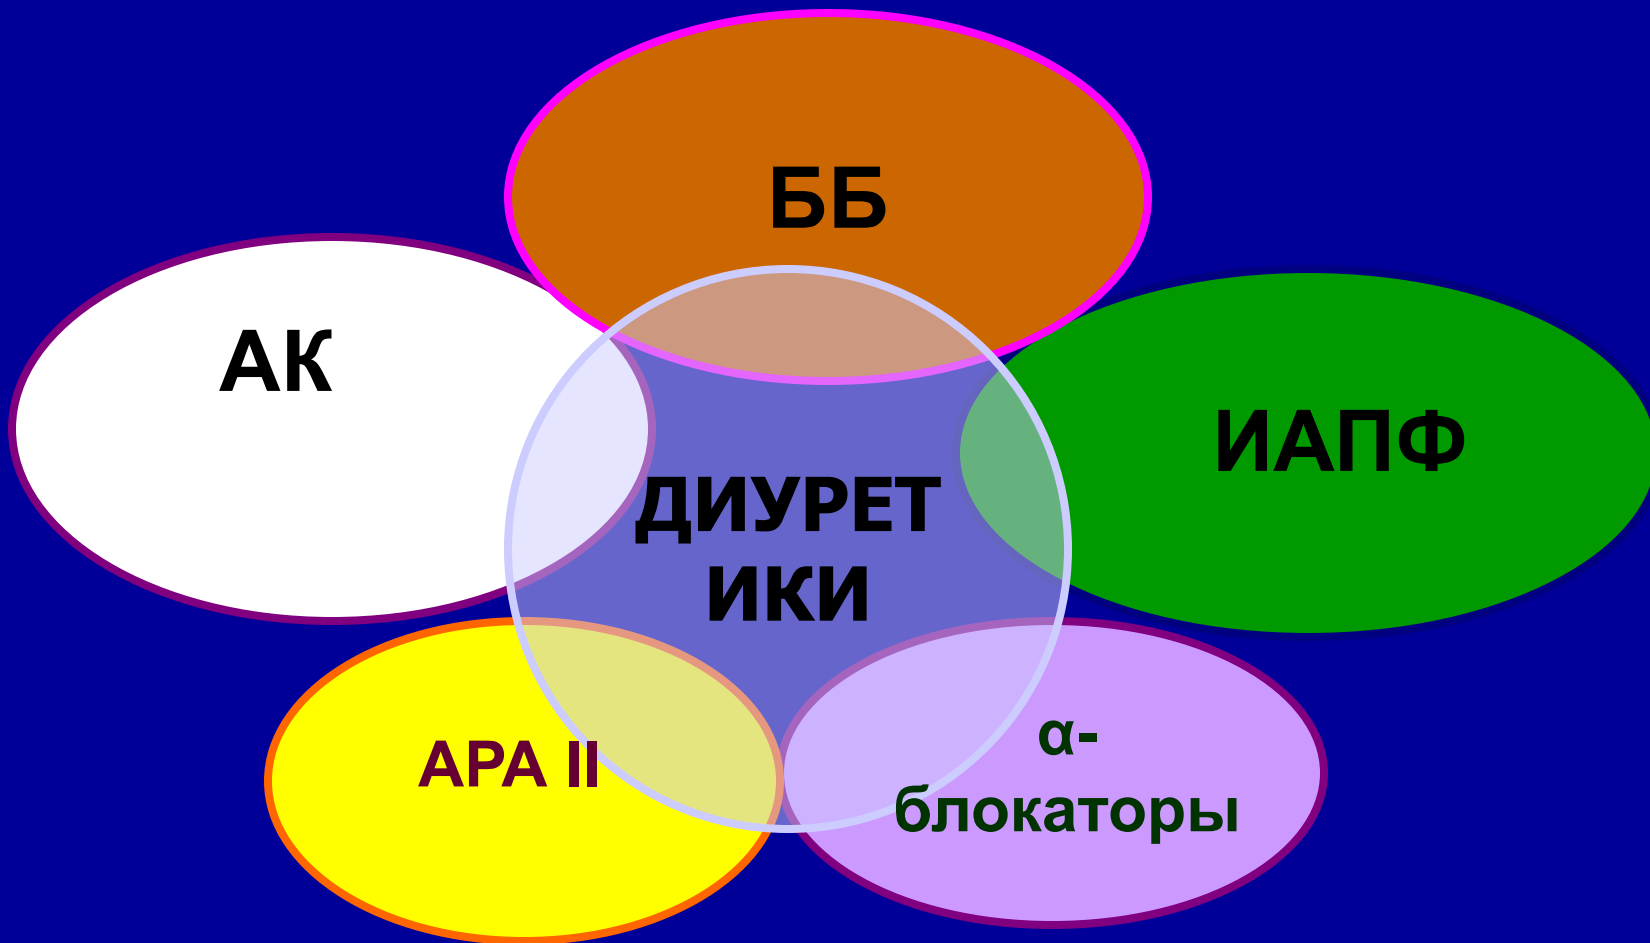 ББ
АК
ИАПФ
ДИУРЕТ
ИКИ
АРА II
α-
блокаторы